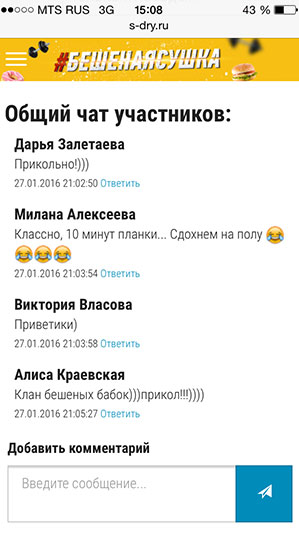 MTS RUS 3G 15:08 43 %
s-dry.ru
#БЕШЕНАЯСУШКА
Общий чат участников:
Дарья Залетаева
Прикольно!)))
27.01.2016 21:02:50 Ответить
Милана Алексеева
Классно, 10 минут планки... Сдохнем на полу 😂
😂😂😂
27.01.2016 21:03:54 Ответить
Виктория Власова
Приветики)
27.01.2016 21:03:58 Ответить
Алиса Краевская
Клан бешеных бабок)))прикол!!!))))
27.01.2016 21:05:27 Ответить
Добавить комментарий
Введите сообщение...